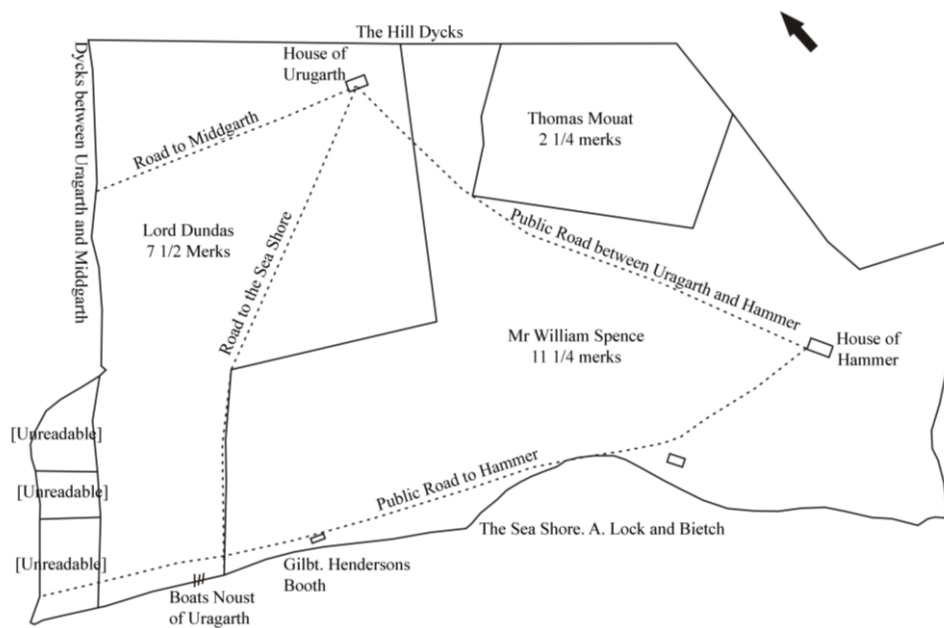 The Hill Dycks
House of
Urugarth
Dycks between Uragarth and Middgarth
Road to Middgarth
Thomas Mouat
2 1/4 merks
Lord Dundas
7 1/2 Merks
Road to the Sea Shore
Public Road between Uragarth and Hammer
Mr William Spence
11 1/4 merks
House of
Hammer
[Unreadable]
[Unreadable]
[Unreadable]
Public Road to Hammer
The Sea Shore. A. Lock and Bietch
Gilbt. Hendersons
Booth
Boats Noust
of Uragarth